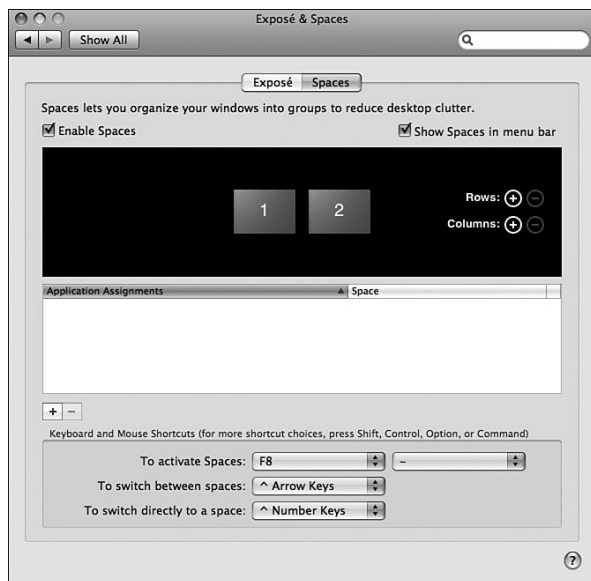 Exposé & Spaces
Show All
Exposé Spaces
Spaces lets you organize your windows into groups to reduce desktop clutter.
Enable Spaces Show Spaces in menu bar
1 2
Rows: + −
Columns: + −
Application Assignments Space
+ −
Keyboard and Mouse Shortcuts (for more shortcut choices, press Shift, Control, Option, or Command)
To activate Spaces: F8 –
To switch between spaces: ^ Arrow Keys
To switch directly to a space: ^ Number Keys
?